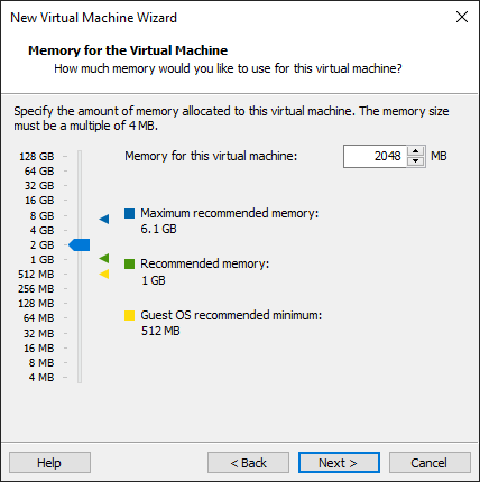 New Virtual Machine Wizard
Memory for the Virtual Machine
How much memory would you like to use for this virtual machine?
Specify the amount of memory allocated to this virtual machine. The memory size
must be a multiple of 4 MB.
Memory for this virtual machine: 2048 MB
128 GB
64 GB
32 GB
16 GB
8 GB
4 GB
2 GB
1 GB
512 MB
256 MB
128 MB
64 MB
32 MB
16 MB
8 MB
4 MB
Maximum recommended memory:
6.1 GB
Recommended memory:
1 GB
Guest OS recommended minimum:
512 MB
Help
< Back
Next >
Cancel